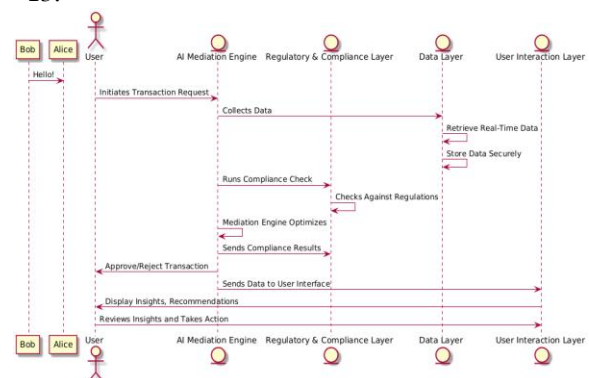 Bob Alice User AI Mediation Engine Regulatory & Compliance Layer Data Layer User Interaction Layer
Hello!
Initiates Transaction Request
Collects Data
Retrieve Real-Time Data
Store Data Securely
Runs Compliance Check
Checks Against Regulations
Mediation Engine Optimizes
Sends Compliance Results
Approve/Reject Transaction
Sends Data to User Interface
Display Insights, Recommendations
Reviews Insights and Takes Action
Bob Alice User AI Mediation Engine Regulatory & Compliance Layer Data Layer User Interaction Layer